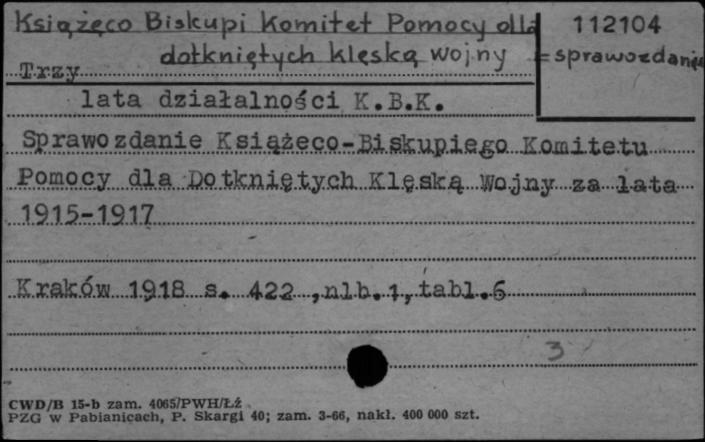 Książęco Biskupi Komitet Pomocy dla
112104
dotkniętych klęską wojny
= sprawozdanie
Trzy
lata działalności K.B.K.
Sprawozdanie Książęco-Biskupiego Komitetu
Pomocy dla Dotkniętych Klęską Wojny za lata
1915-1917
Kraków 1918 s. 422 ,nlb.1, tabl.6
3
CWD/B 15-b zam. 4065/PWH/Łź
PZG w Pabianicach, P. Skargi 40; zam. 3-66, nakł. 400 000 szt.